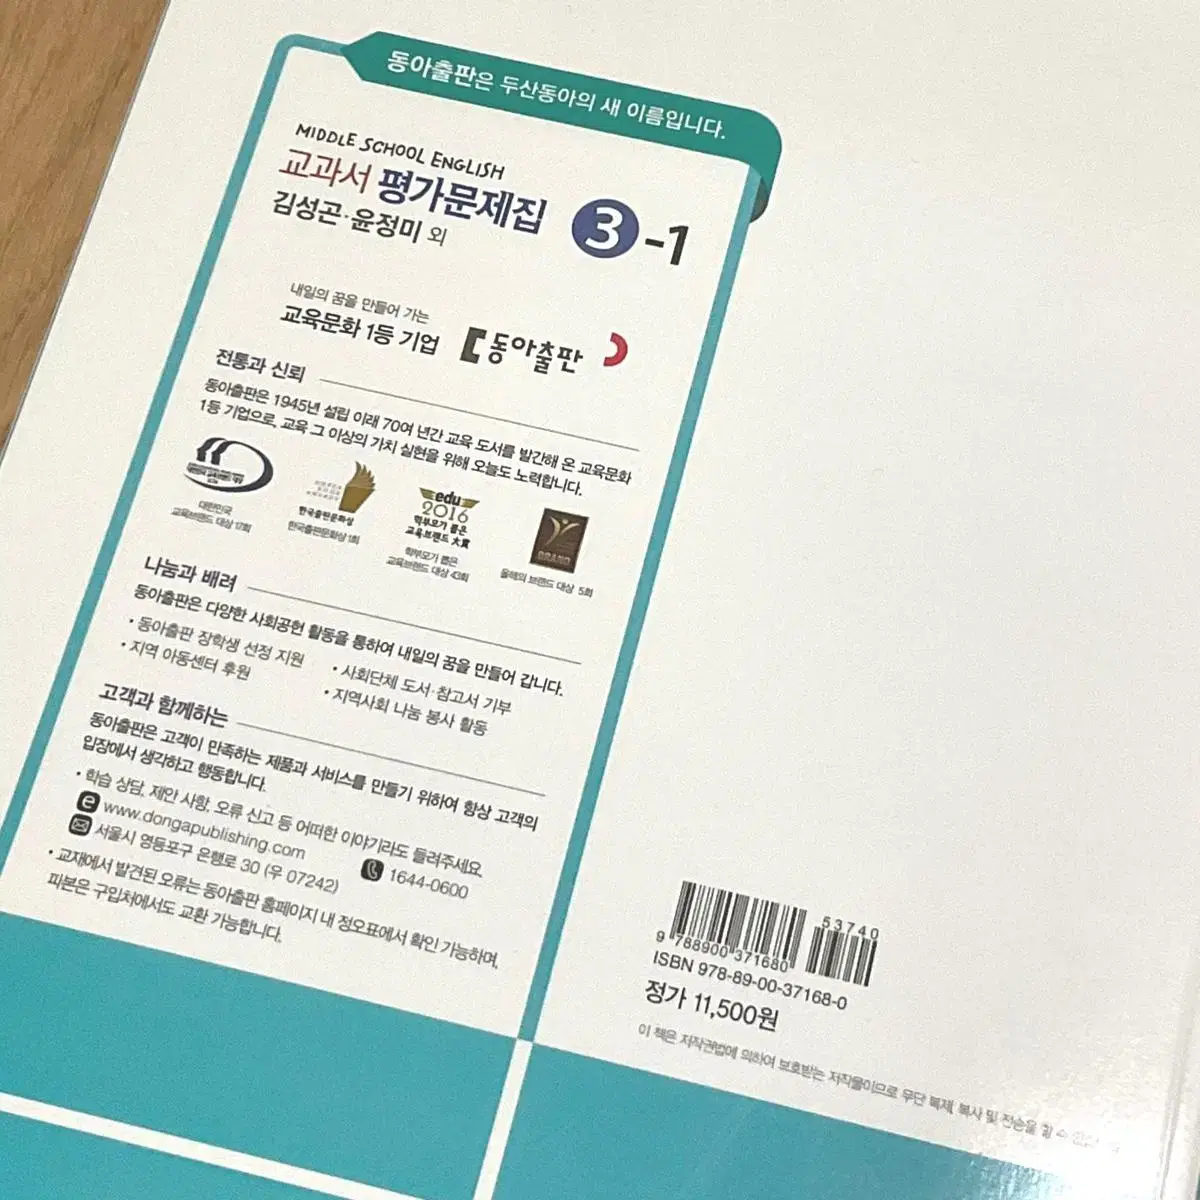 동아출판은 두산동아의 새 이름입니다.
MIDDLE SCHOOL ENGLISH
교과서 평가문제집 3-1
김성곤·윤정미 외
내일의 꿈을 만들어 가는
교육문화 1등 기업 동아출판
전통과 신뢰
동아출판은 1945년 설립 이래 70여 년간 교육 도서를 발간해 온 교육문화
1등 기업으로, 교육 그 이상의 가치 실현을 위해 오늘도 노력합니다.
대한민국
교육브랜드 대상 17회
한국출판문화상
한국출판문화상 1회
edu
2016
학부모가 뽑은
교육브랜드 大賞
학부모가 뽑은
교육브랜드 대상 43회
BRAND
올해의 브랜드 대상 5회
나눔과 배려
동아출판은 다양한 사회공헌 활동을 통하여 내일의 꿈을 만들어 갑니다.
• 동아출판 장학생 선정 지원
• 사회단체 도서·참고서 기부
• 지역 아동센터 후원
• 지역사회 나눔 봉사 활동
고객과 함께하는
동아출판은 고객이 만족하는 제품과 서비스를 만들기 위하여 항상 고객의
입장에서 생각하고 행동합니다.
• 학습 상담, 제안 사항, 오류 신고 등 어떠한 이야기라도 들려주세요.
www.dongapublishing.com
1644-0600
서울시 영등포구 은행로 30 (우 07242)
• 교재에서 발견된 오류는 동아출판 홈페이지 내 정오표에서 확인 가능하며,
파본은 구입처에서도 교환 가능합니다.
53740
9 788900 371680
ISBN 978-89-00-37168-0
정가 11,500원
이 책은 저작권법에 의하여 보호받는 저작물이므로 무단 복제, 복사 및 전송을 할 수